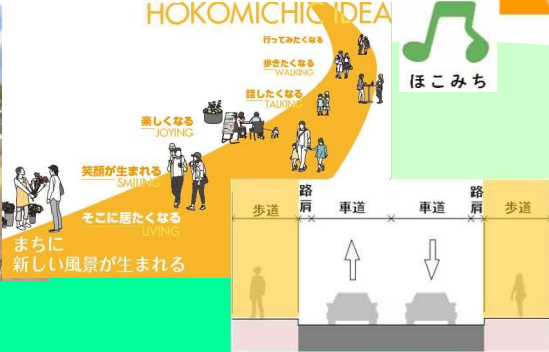 HOKOMICHIC IDEA
行ってみたくなる
歩きたくなる
WALKING
話したくなる
TALKING
楽しくなる
JOYING
笑顔が生まれる
SMILING
そこに居たくなる
LIVING
まちに
新しい風景が生まれる
ほこみち
歩道 路肩 車道 車道 路肩 歩道